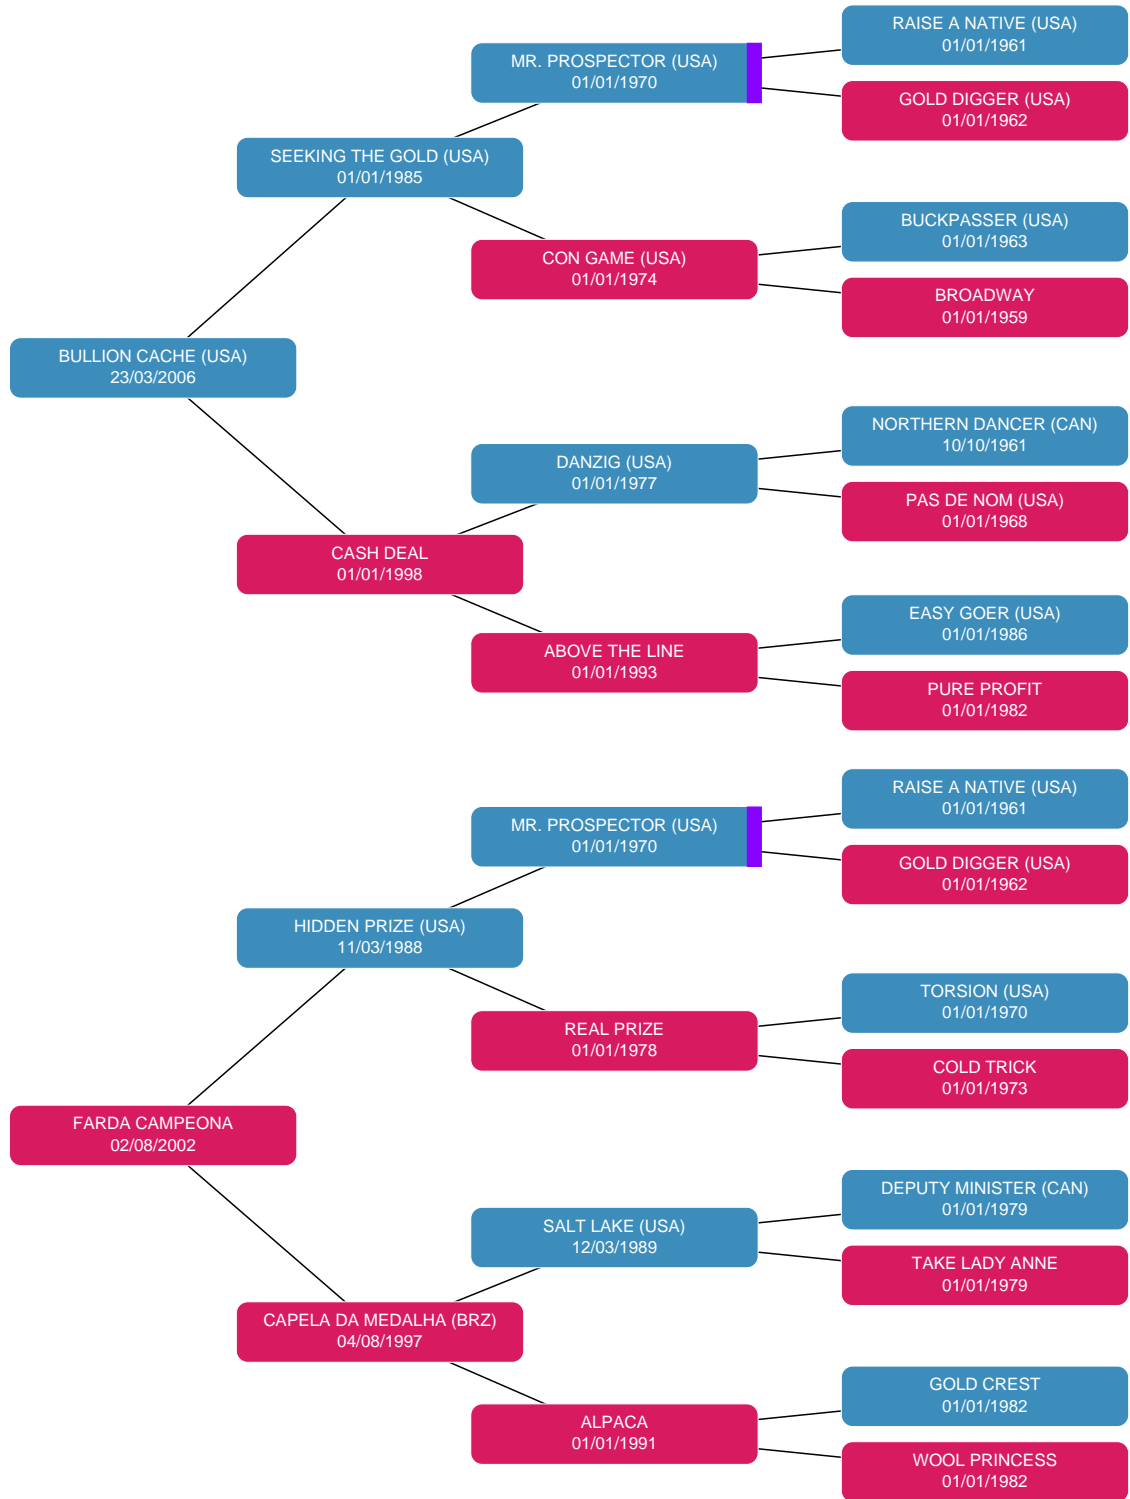 RAISE A NATIVE (USA)
01/01/1961
MR. PROSPECTOR (USA)
01/01/1970
GOLD DIGGER (USA)
01/01/1962
SEEKING THE GOLD (USA)
01/01/1985
BUCKPASSER (USA)
01/01/1963
CON GAME (USA)
01/01/1974
BROADWAY
01/01/1959
BULLION CACHE (USA)
23/03/2006
NORTHERN DANCER (CAN)
10/10/1961
DANZIG (USA)
01/01/1977
PAS DE NOM (USA)
01/01/1968
CASH DEAL
01/01/1998
EASY GOER (USA)
01/01/1986
ABOVE THE LINE
01/01/1993
PURE PROFIT
01/01/1982
RAISE A NATIVE (USA)
01/01/1961
MR. PROSPECTOR (USA)
01/01/1970
GOLD DIGGER (USA)
01/01/1962
HIDDEN PRIZE (USA)
11/03/1988
TORSION (USA)
01/01/1970
REAL PRIZE
01/01/1978
COLD TRICK
01/01/1973
FARDA CAMPEONA
02/08/2002
DEPUTY MINISTER (CAN)
01/01/1979
SALT LAKE (USA)
12/03/1989
TAKE LADY ANNE
01/01/1979
CAPELA DA MEDALHA (BRZ)
04/08/1997
GOLD CREST
01/01/1982
ALPACA
01/01/1991
WOOL PRINCESS
01/01/1982